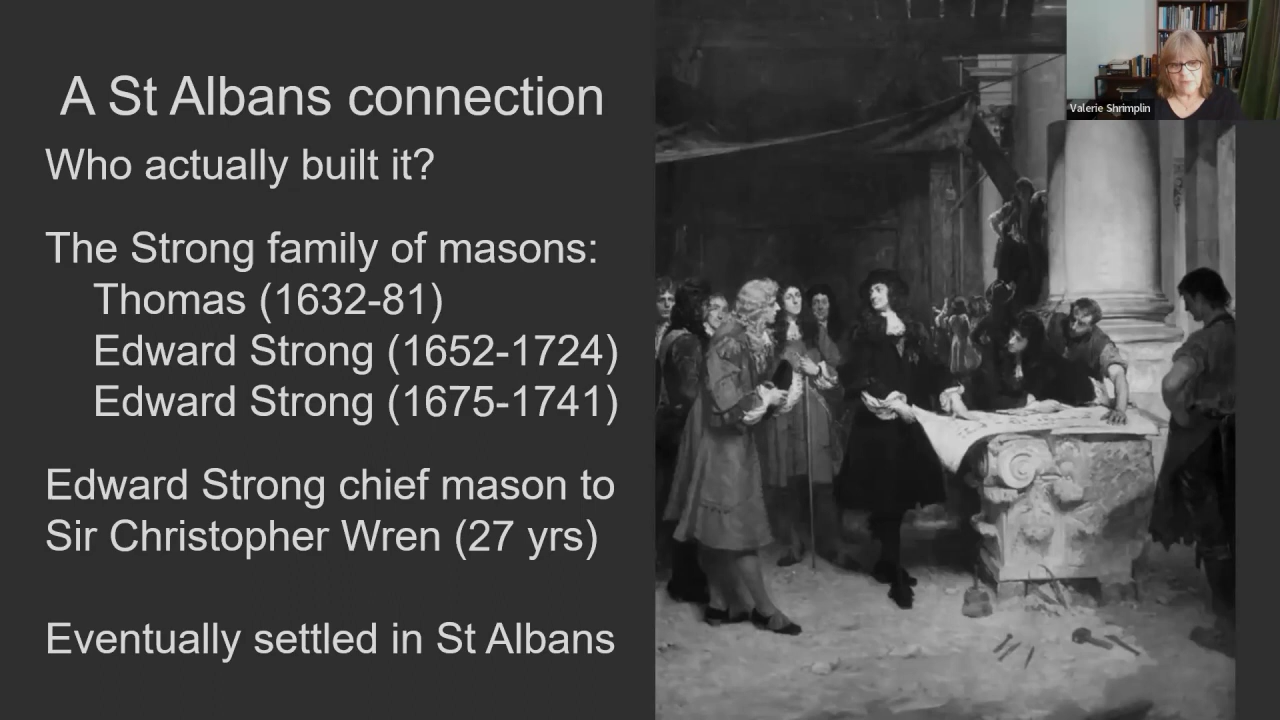 A St Albans connection
Who actually built it?
The Strong family of masons:
Thomas (1632-81)
Edward Strong (1652-1724)
Edward Strong (1675-1741)
Edward Strong chief mason to
Sir Christopher Wren (27 yrs)
Eventually settled in St Albans
Valerie Shrimplin